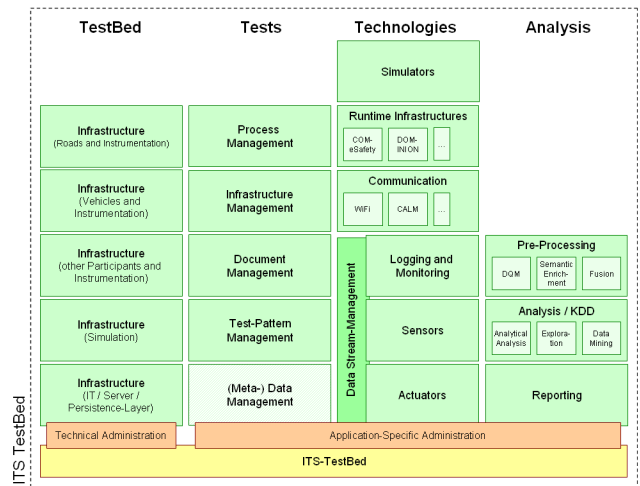 TestBed
Tests
Technologies
Analysis
Simulators
Infrastructure
(Roads and Instrumentation)
Process
Management
Runtime Infrastructures
COM-
eSafety
DOM-
INION
...
Infrastructure
(Vehicles and
Instrumentation)
Infrastructure
Management
Communication
WiFi
CALM
...
Infrastructure
(other Participants and
Instrumentation)
Document
Management
Data Stream-Management
Logging and
Monitoring
Pre-Processing
DQM
Semantic
Enrich-
ment
Fusion
Infrastructure
(Simulation)
Test-Pattern
Management
Sensors
Analysis / KDD
Analytical
Analysis
Explora-
tion
Data
Mining
Infrastructure
(IT / Server /
Persistence-Layer)
(Meta-) Data
Management
Actuators
Reporting
Technical Administration
Application-Specific Administration
ITS-TestBed
ITS TestBed